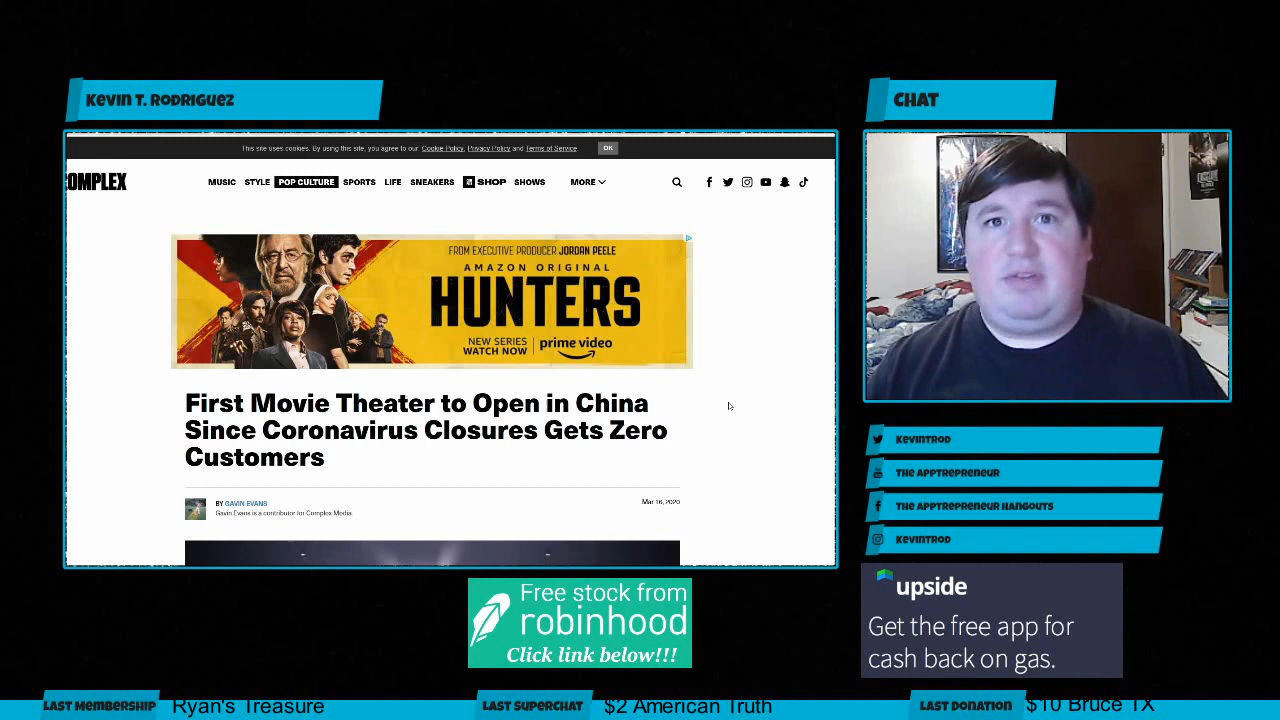 Kevin T. Rodriguez
CHAT
This site uses cookies. By using this site, you agree to our: Cookie Policy, Privacy Policy and Terms of Service.
OK
OMPLEX
MUSIC STYLE POP CULTURE SPORTS LIFE SNEAKERS SHOP SHOWS MORE
FROM EXECUTIVE PRODUCER JORDAN PEELE
AMAZON ORIGINAL
HUNTERS
NEW SERIES
WATCH NOW
prime video
First Movie Theater to Open in China
Since Coronavirus Closures Gets Zero
Customers
BY GAVIN EVANS
Mar 16, 2020
Gavin Evans is a contributor for Complex Media
KevinTRod
The Apptrepreneur
The Apptrepreneur Hangouts
KevinTRod
Free stock from
robinhood
Click link below!!!
upside
Get the free app for
cash back on gas.
Last Membership
Ryan's Treasure
Last Superchat
$2 American Truth
Last Donation
$10 Bruce TX